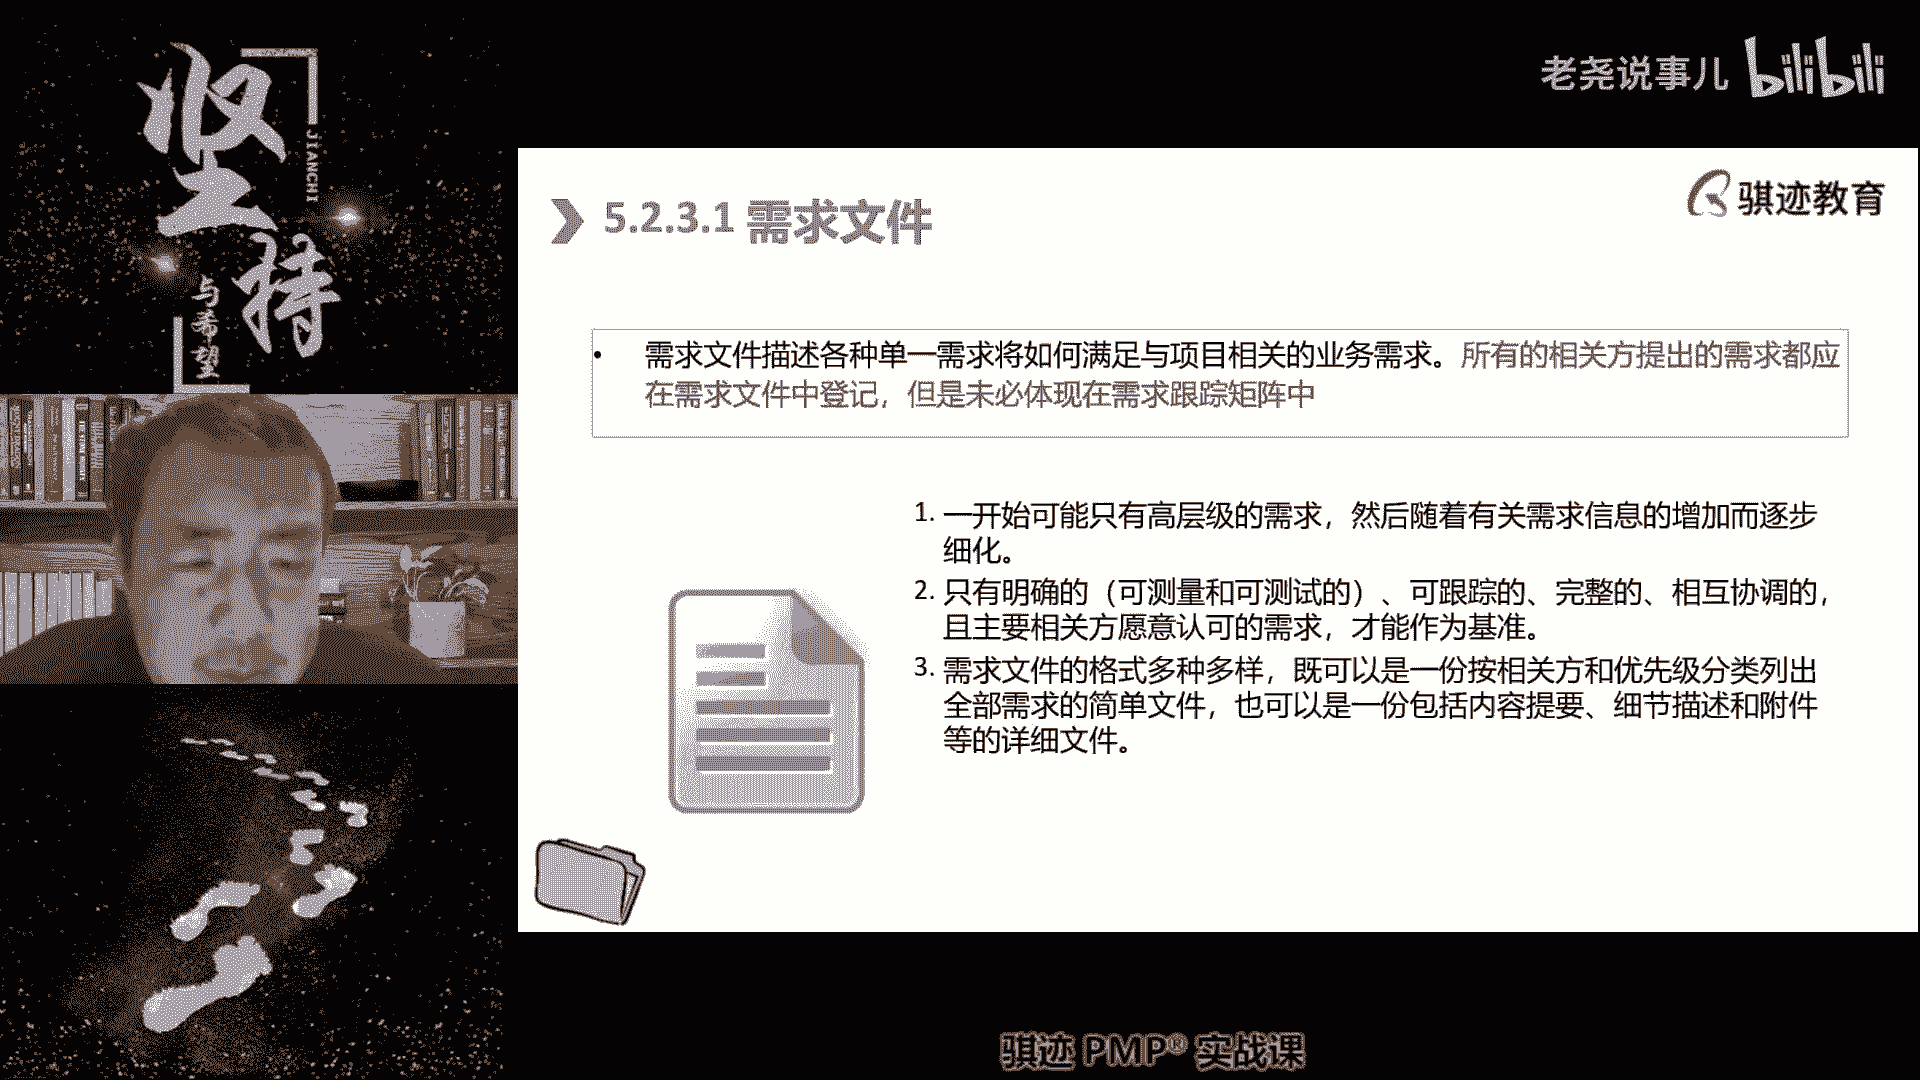 坚持
JIANCHI
与希望
老尧说事儿 bilibili
骐迹教育
5.2.3.1 需求文件
• 需求文件描述各种单一需求将如何满足与项目相关的业务需求。所有的相关方提出的需求都应
在需求文件中登记，但是未必体现在需求跟踪矩阵中
1. 一开始可能只有高层级的需求，然后随着有关需求信息的增加而逐步
细化。
2. 只有明确的（可测量和可测试的）、可跟踪的、完整的、相互协调的，
且主要相关方愿意认可的需求，才能作为基准。
3. 需求文件的格式多种多样，既可以是一份按相关方和优先级分类列出
全部需求的简单文件，也可以是一份包括内容提要、细节描述和附件
等的详细文件。
骐迹 PMP® 实战课